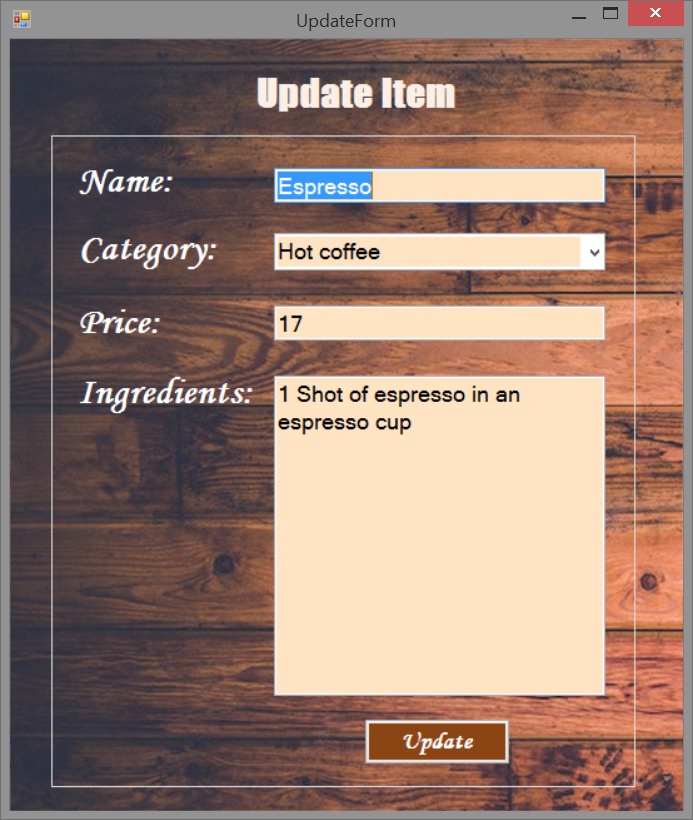 UpdateForm
Update Item
Name:
Espresso
Category:
Hot coffee
Price:
17
Ingredients:
1 Shot of espresso in an
espresso cup
Update